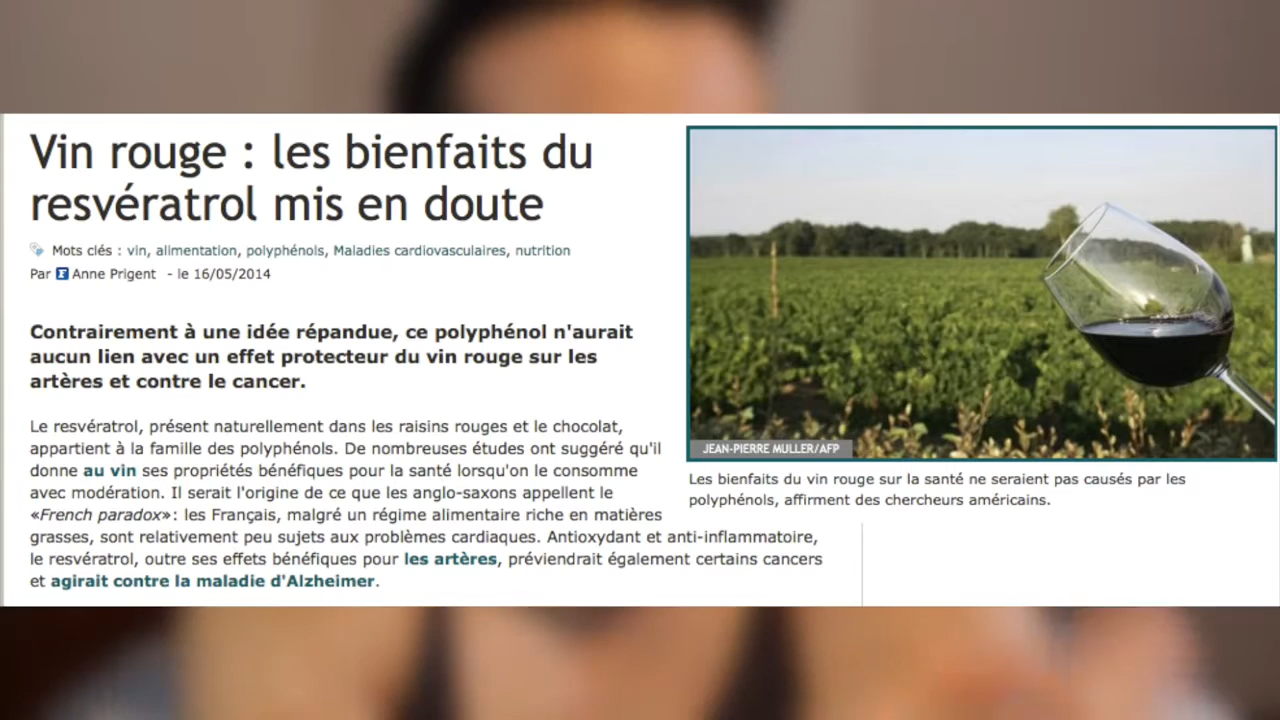 Vin rouge : les bienfaits du
resvératrol mis en doute
Mots clés : vin, alimentation, polyphénols, Maladies cardiovasculaires, nutrition
Par F Anne Prigent - le 16/05/2014
Contrairement à une idée répandue, ce polyphénol n'aurait
aucun lien avec un effet protecteur du vin rouge sur les
artères et contre le cancer.
Le resvératrol, présent naturellement dans les raisins rouges et le chocolat,
appartient à la famille des polyphénols. De nombreuses études ont suggéré qu'il
donne au vin ses propriétés bénéfiques pour la santé lorsqu'on le consomme
avec modération. Il serait l'origine de ce que les anglo-saxons appellent le
«French paradox»: les Français, malgré un régime alimentaire riche en matières
grasses, sont relativement peu sujets aux problèmes cardiaques. Antioxydant et anti-inflammatoire,
le resvératrol, outre ses effets bénéfiques pour les artères, préviendrait également certains cancers
et agirait contre la maladie d'Alzheimer.
JEAN-PIERRE MULLER/AFP
Les bienfaits du vin rouge sur la santé ne seraient pas causés par les
polyphénols, affirment des chercheurs américains.